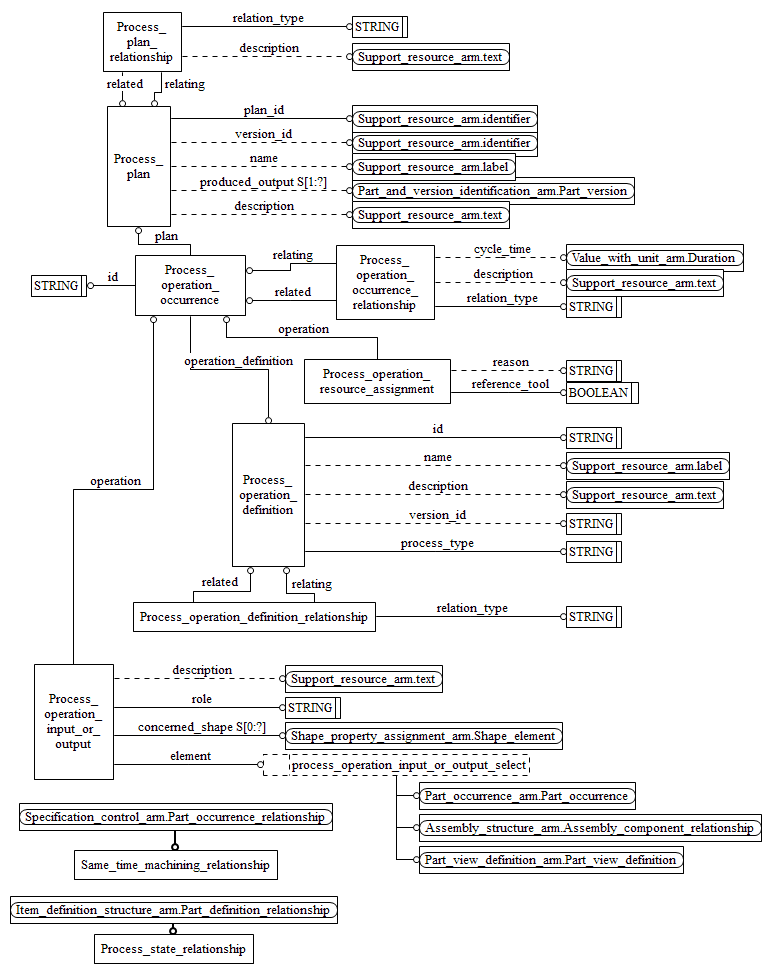 Process_
plan_
relationship
relation_type
STRING
description
Support_resource_arm.text
related
relating
Process_
plan
plan_id
Support_resource_arm.identifier
version_id
Support_resource_arm.identifier
name
Support_resource_arm.label
produced_output S[1:?]
Part_and_version_identification_arm.Part_version
description
Support_resource_arm.text
plan
STRING
id
Process_
operation_
occurrence
relating
related
Process_
operation_
occurrence_
relationship
cycle_time
Value_with_unit_arm.Duration
description
Support_resource_arm.text
relation_type
STRING
operation
operation_definition
Process_operation_
resource_assignment
reason
STRING
reference_tool
BOOLEAN
Process_
operation_
definition
id
STRING
name
Support_resource_arm.label
description
Support_resource_arm.text
version_id
STRING
process_type
STRING
operation
related
relating
Process_operation_definition_relationship
relation_type
STRING
Process_
operation_
input_or_
output
description
Support_resource_arm.text
role
STRING
concerned_shape S[0:?]
Shape_property_assignment_arm.Shape_element
element
process_operation_input_or_output_select
Part_occurrence_arm.Part_occurrence
Assembly_structure_arm.Assembly_component_relationship
Part_view_definition_arm.Part_view_definition
Specification_control_arm.Part_occurrence_relationship
Same_time_machining_relationship
Item_definition_structure_arm.Part_definition_relationship
Process_state_relationship